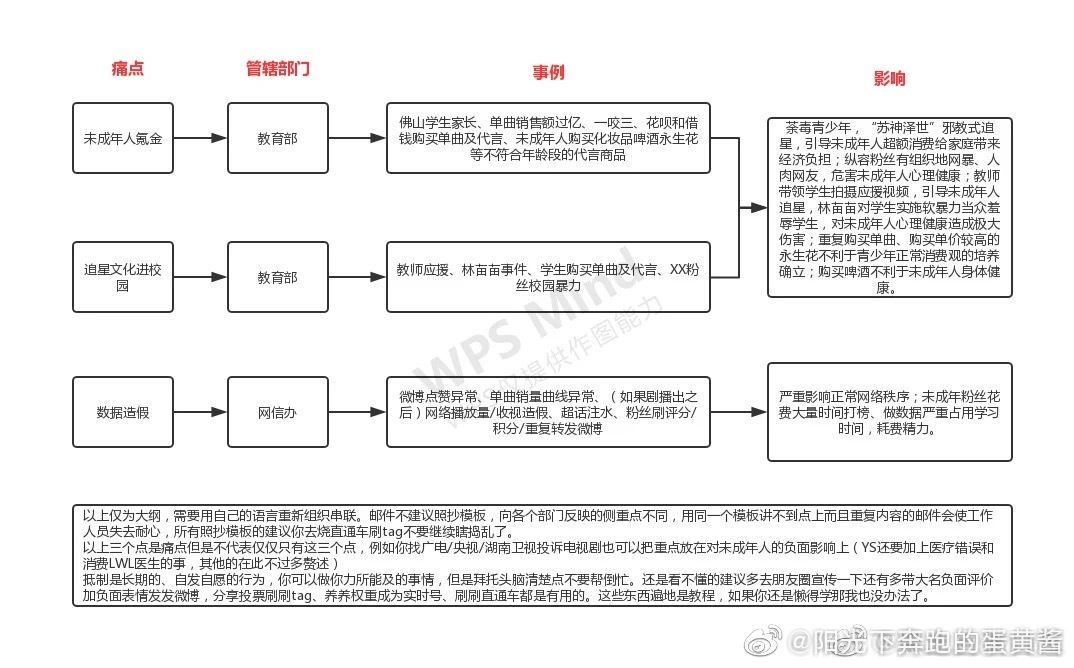 痛点
管辖部门
事例
影响
未成年人氪金
教育部
佛山学生家长、单曲销售额过亿、一咬三、花呗和借
钱购买单曲及代言、未成年人购买化妆品啤酒永生花
等不符合年龄段的代言商品
荼毒青少年，“苏神泽世”邪教式追
星，引导未成年人超额消费给家庭带来
经济负担；纵容粉丝有组织地网暴、人
肉网友，危害未成年人心理健康；教师
带领学生拍摄应援视频，引导未成年人
追星，林亩亩对学生实施软暴力当众羞
辱学生，对未成年人心理健康造成极大
伤害；重复购买单曲、购买单价较高的
永生花不利于青少年正常消费观的培养
确立；购买啤酒不利于未成年人身体健
康。
追星文化进校
园
教育部
教师应援、林亩亩事件、学生购买单曲及代言、XX粉
丝校园暴力
数据造假
网信办
微博点赞异常、单曲销量曲线异常、（如果剧播出之
后）网络播放量/收视造假、超话注水、粉丝刷评分/
积分/重复转发微博
严重影响正常网络秩序；未成年粉丝花
费大量时间打榜、做数据严重占用学习
时间，耗费精力。
WPS Mind
WPS仅提供作图能力
以上仅为大纲，需要用自己的语言重新组织串联。邮件不建议照抄模板，向各个部门反映的侧重点不同，用同一个模板讲不到点上而且重复内容的邮件会使工作
人员失去耐心，所有照抄模板的建议你去烧直通车刷tag不要继续瞎捣乱了。
以上三个点是痛点但是不代表仅仅只有这三个点，例如你找广电/央视/湖南卫视投诉电视剧也可以把重点放在对未成年人的负面影响上（YS还要加上医疗错误和
消费LWL医生的事，其他的在此不过多赘述）
抵制是长期的、自发自愿的行为，你可以做你力所能及的事情，但是拜托头脑清楚点不要帮倒忙。还是看不懂的建议多去朋友圈宣传一下还有多带大名负面评价
加负面表情发发微博，分享投票刷刷tag、养养权重成为实时号、刷刷直通车都是有用的。这些东西遍地是教程，如果你还是懒得学那我也没办法了。
@阳光下奔跑的蛋黄酱